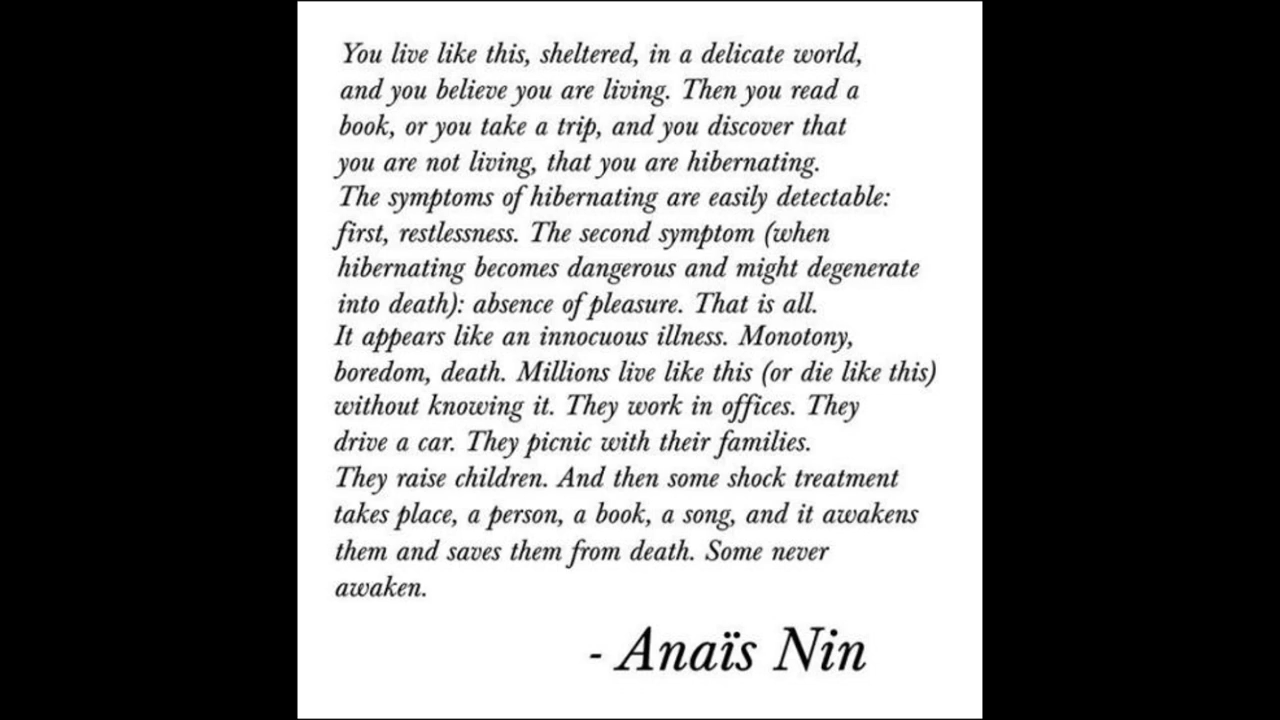 You live like this, sheltered, in a delicate world,
and you believe you are living. Then you read a
book, or you take a trip, and you discover that
you are not living, that you are hibernating.
The symptoms of hibernating are easily detectable:
first, restlessness. The second symptom (when
hibernating becomes dangerous and might degenerate
into death): absence of pleasure. That is all.
It appears like an innocuous illness. Monotony,
boredom, death. Millions live like this (or die like this)
without knowing it. They work in offices. They
drive a car. They picnic with their families.
They raise children. And then some shock treatment
takes place, a person, a book, a song, and it awakens
them and saves them from death. Some never
awaken.
- Anaïs Nin